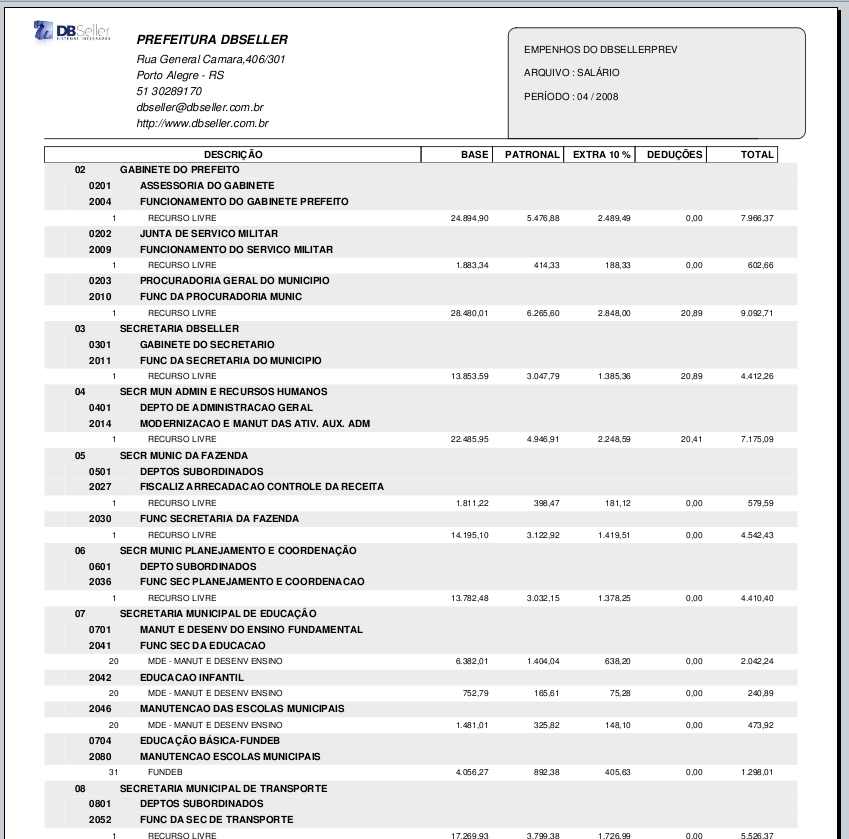 DBSeller
SISTEMAS INTEGRADOS
PREFEITURA DBSELLER
Rua General Camara,406/301
Porto Alegre - RS
51 30289170
dbseller@dbseller.com.br
http://www.dbseller.com.br
EMPENHOS DO DBSELLERPREV
ARQUIVO : SALÁRIO
PERÍODO : 04 / 2008
DESCRIÇÃO BASE PATRONAL EXTRA 10 % DEDUÇÕES TOTAL
02 GABINETE DO PREFEITO
0201 ASSESSORIA DO GABINETE
2004 FUNCIONAMENTO DO GABINETE PREFEITO
1 RECURSO LIVRE 24.894,90 5.476,88 2.489,49 0,00 7.966,37
0202 JUNTA DE SERVICO MILITAR
2009 FUNCIONAMENTO DO SERVICO MILITAR
1 RECURSO LIVRE 1.883,34 414,33 188,33 0,00 602,66
0203 PROCURADORIA GERAL DO MUNICIPIO
2010 FUNC DA PROCURADORIA MUNIC
1 RECURSO LIVRE 28.480,01 6.265,60 2.848,00 20,89 9.092,71
03 SECRETARIA DBSELLER
0301 GABINETE DO SECRETARIO
2011 FUNC DA SECRETARIA DO MUNICIPIO
1 RECURSO LIVRE 13.853,59 3.047,79 1.385,36 20,89 4.412,26
04 SECR MUN ADMIN E RECURSOS HUMANOS
0401 DEPTO DE ADMINISTRACAO GERAL
2014 MODERNIZACAO E MANUT DAS ATIV. AUX. ADM
1 RECURSO LIVRE 22.485,95 4.946,91 2.248,59 20,41 7.175,09
05 SECR MUNIC DA FAZENDA
0501 DEPTOS SUBORDINADOS
2027 FISCALIZ ARRECADACAO CONTROLE DA RECEITA
1 RECURSO LIVRE 1.811,22 398,47 181,12 0,00 579,59
2030 FUNC SECRETARIA DA FAZENDA
1 RECURSO LIVRE 14.195,10 3.122,92 1.419,51 0,00 4.542,43
06 SECR MUNIC PLANEJAMENTO E COORDENAÇÃO
0601 DEPTO SUBORDINADOS
2036 FUNC SEC PLANEJAMENTO E COORDENACAO
1 RECURSO LIVRE 13.782,48 3.032,15 1.378,25 0,00 4.410,40
07 SECRETARIA MUNICIPAL DE EDUCAÇÃO
0701 MANUT E DESENV DO ENSINO FUNDAMENTAL
2041 FUNC SEC DA EDUCACAO
20 MDE - MANUT E DESENV ENSINO 6.382,01 1.404,04 638,20 0,00 2.042,24
2042 EDUCACAO INFANTIL
20 MDE - MANUT E DESENV ENSINO 752,79 165,61 75,28 0,00 240,89
2046 MANUTENCAO DAS ESCOLAS MUNICIPAIS
20 MDE - MANUT E DESENV ENSINO 1.481,01 325,82 148,10 0,00 473,92
0704 EDUCAÇÃO BÁSICA-FUNDEB
2080 MANUTENCAO ESCOLAS MUNICIPAIS
31 FUNDEB 4.056,27 892,38 405,63 0,00 1.298,01
08 SECRETARIA MUNICIPAL DE TRANSPORTE
0801 DEPTOS SUBORDINADOS
2052 FUNC DA SEC DE TRANSPORTE
1 RECURSO LIVRE 17.269,93 3.799,38 1.726,99 0,00 5.526,37